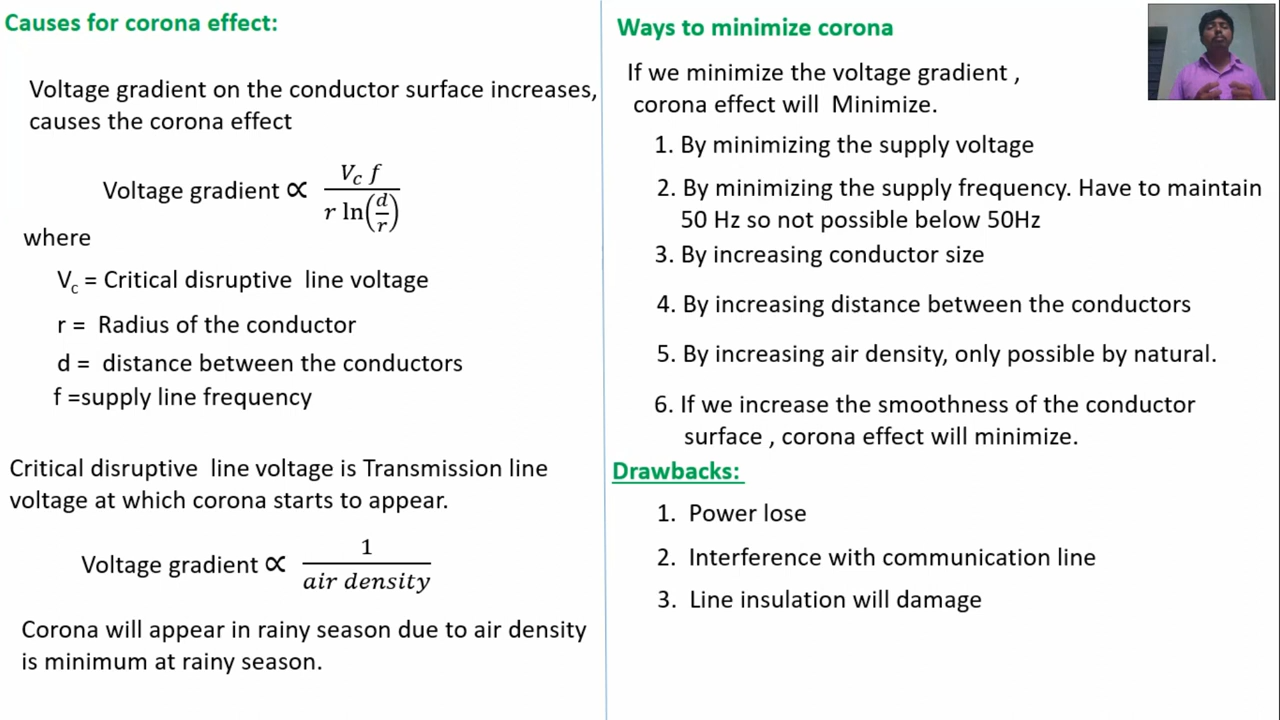 Causes for corona effect:
Voltage gradient on the conductor surface increases,
causes the corona effect
Voltage gradient ∝ V_c f / r ln(d/r)
where
V_c = Critical disruptive line voltage
r = Radius of the conductor
d = distance between the conductors
f =supply line frequency
Critical disruptive line voltage is Transmission line
voltage at which corona starts to appear.
Voltage gradient ∝ 1 / air density
Corona will appear in rainy season due to air density
is minimum at rainy season.
Ways to minimize corona
If we minimize the voltage gradient ,
corona effect will Minimize.
1. By minimizing the supply voltage
2. By minimizing the supply frequency. Have to maintain
50 Hz so not possible below 50Hz
3. By increasing conductor size
4. By increasing distance between the conductors
5. By increasing air density, only possible by natural.
6. If we increase the smoothness of the conductor
surface , corona effect will minimize.
Drawbacks:
1. Power lose
2. Interference with communication line
3. Line insulation will damage